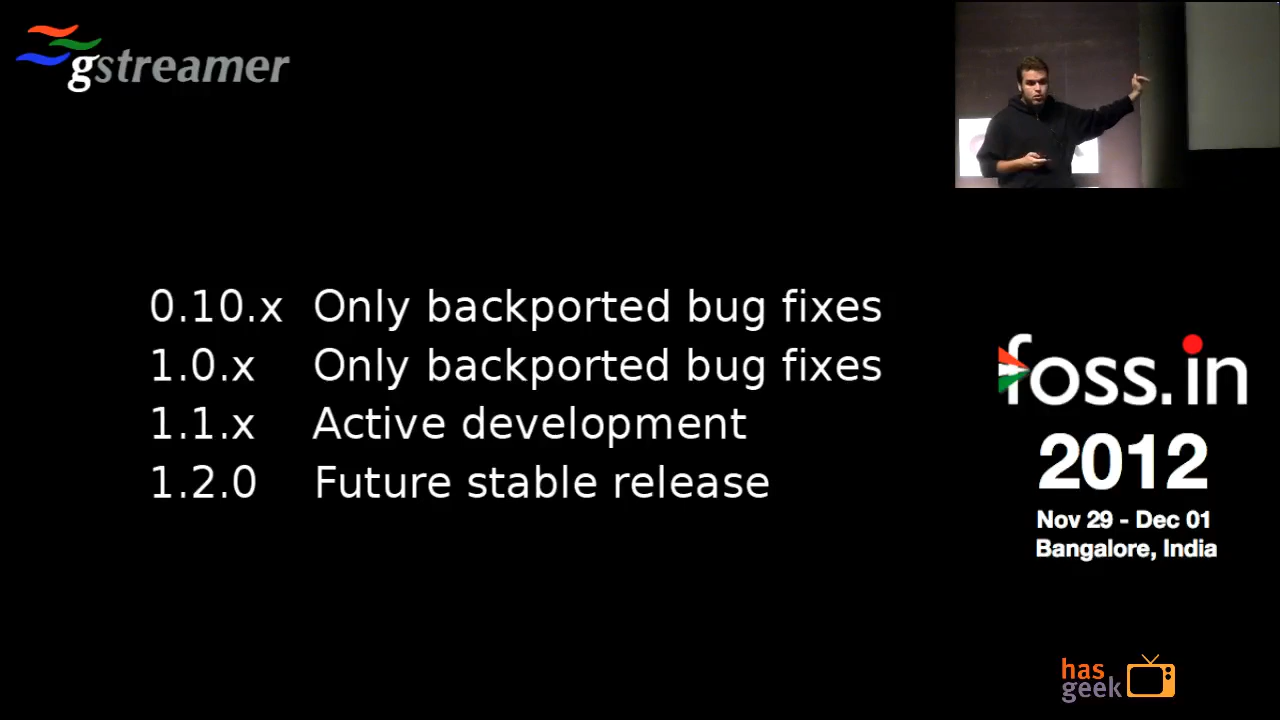 gstreamer
0.10.x Only backported bug fixes
1.0.x Only backported bug fixes
1.1.x Active development
1.2.0 Future stable release
foss.in
2012
Nov 29 - Dec 01
Bangalore, India
has
geek